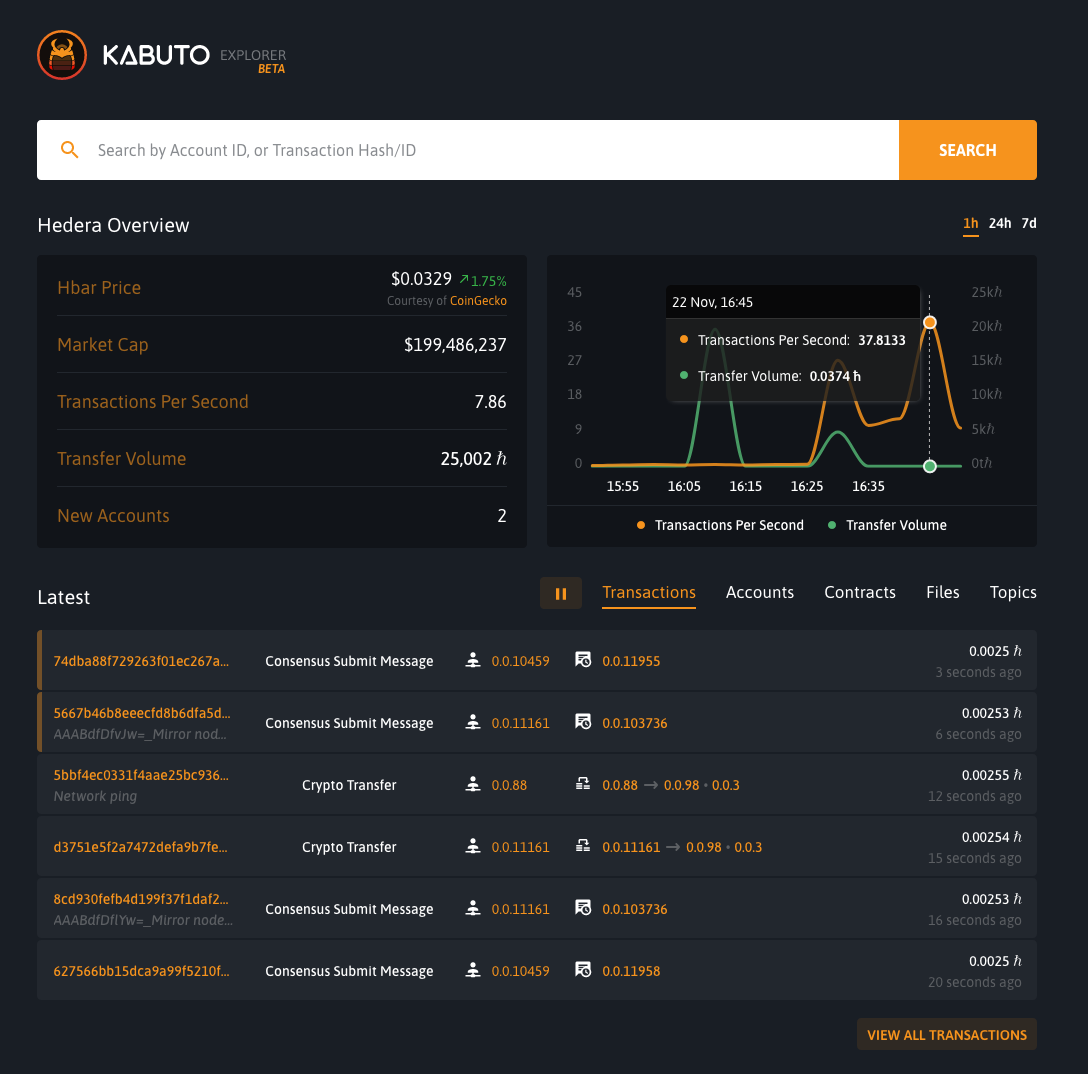 KABUTO EXPLORER
BETA
Search by Account ID, or Transaction Hash/ID
SEARCH
Hedera Overview
1h 24h 7d
Hbar Price
$0.0329 ↗1.75%
Courtesy of CoinGecko
Market Cap
$199,486,237
Transactions Per Second
7.86
Transfer Volume
25,002 ℏ
New Accounts
2
45
36
27
18
9
0
22 Nov, 16:45
Transactions Per Second: 37.8133
Transfer Volume: 0.0374 ħ
25kℏ
20kℏ
15kℏ
10kℏ
5kℏ
0tℏ
15:55 16:05 16:15 16:25 16:35
Transactions Per Second Transfer Volume
Latest
Transactions Accounts Contracts Files Topics
74dba88f729263f01ec267a...
Consensus Submit Message
0.0.10459
0.0.11955
0.0025 ℏ
3 seconds ago
5667b46b8eeecfd8b6dfa5d...
AAABdfDfvJw=_Mirror nod...
Consensus Submit Message
0.0.11161
0.0.103736
0.00253 ℏ
6 seconds ago
5bbf4ec0331f4aae25bc936...
Network ping
Crypto Transfer
0.0.88
0.0.88 → 0.0.98 • 0.0.3
0.00255 ℏ
12 seconds ago
d3751e5f2a7472defa9b7fe...
Crypto Transfer
0.0.11161
0.0.11161 → 0.0.98 • 0.0.3
0.00254 ℏ
15 seconds ago
8cd930fefb4d199f37f1daf2...
AAABdfDflYw=_Mirror node...
Consensus Submit Message
0.0.11161
0.0.103736
0.00253 ℏ
16 seconds ago
627566bb15dca9a99f5210f...
Consensus Submit Message
0.0.10459
0.0.11958
0.0025 ℏ
20 seconds ago
VIEW ALL TRANSACTIONS